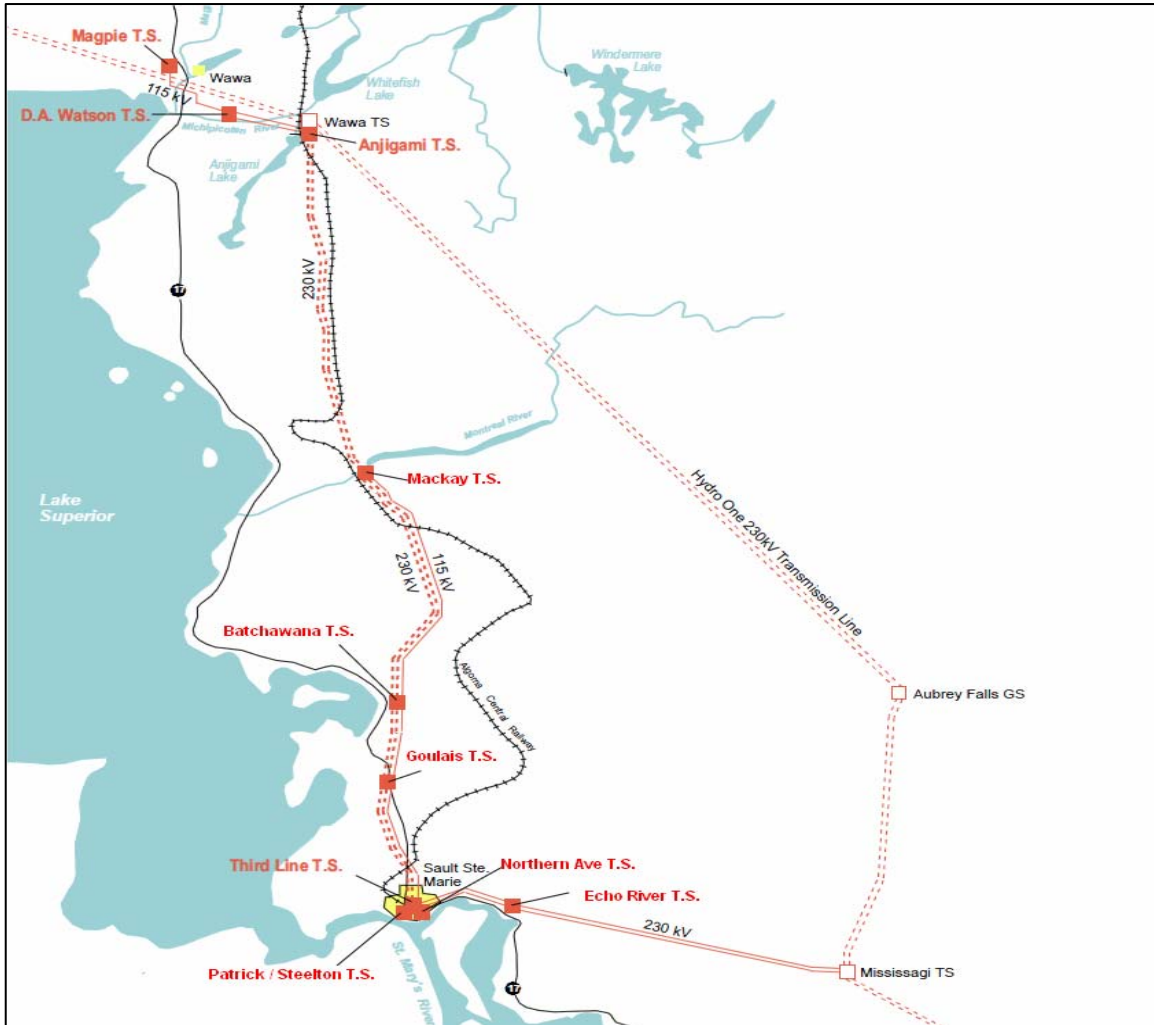 Magpie T.S.
Wawa
Windermere
Lake
115 kV
Whitefish
Lake
D.A. Watson T.S.
Michipicoten River
Wawa TS
Anjigami T.S.
Anjigami
Lake
230 kV
17
Montreal River
Mackay T.S.
Lake
Superior
Hydro One 230kV Transmission Line
115 kV
230 kV
Batchawana T.S.
Algoma Central Railway
Aubrey Falls GS
Goulais T.S.
Third Line T.S.
Sault Ste.
Marie
Northern Ave T.S.
Echo River T.S.
230 kV
Patrick / Steelton T.S.
St. Mary's River
Mississagi TS
17